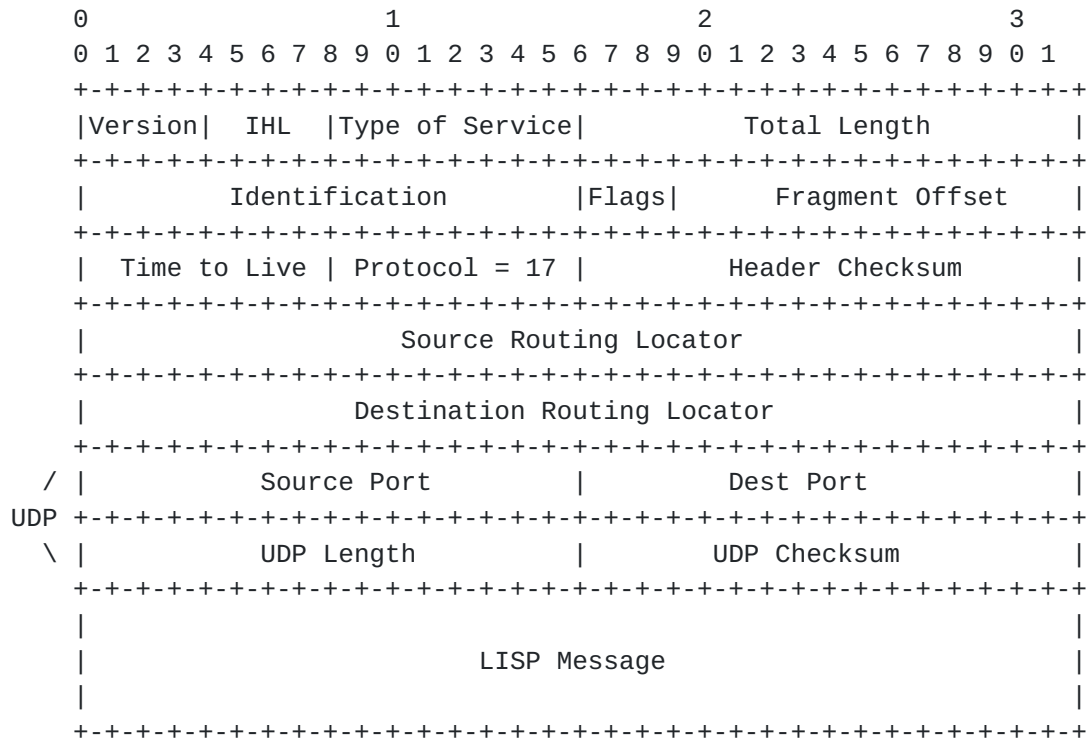 0                   1                   2                   3
0 1 2 3 4 5 6 7 8 9 0 1 2 3 4 5 6 7 8 9 0 1 2 3 4 5 6 7 8 9 0 1
+-+-+-+-+-+-+-+-+-+-+-+-+-+-+-+-+-+-+-+-+-+-+-+-+-+-+-+-+-+-+-+-+
|Version|  IHL  |Type of Service|          Total Length         |
+-+-+-+-+-+-+-+-+-+-+-+-+-+-+-+-+-+-+-+-+-+-+-+-+-+-+-+-+-+-+-+-+
|         Identification        |Flags|      Fragment Offset    |
+-+-+-+-+-+-+-+-+-+-+-+-+-+-+-+-+-+-+-+-+-+-+-+-+-+-+-+-+-+-+-+-+
|  Time to Live | Protocol = 17 |         Header Checksum       |
+-+-+-+-+-+-+-+-+-+-+-+-+-+-+-+-+-+-+-+-+-+-+-+-+-+-+-+-+-+-+-+-+
|                    Source Routing Locator                     |
+-+-+-+-+-+-+-+-+-+-+-+-+-+-+-+-+-+-+-+-+-+-+-+-+-+-+-+-+-+-+-+-+
|                 Destination Routing Locator                   |
+-+-+-+-+-+-+-+-+-+-+-+-+-+-+-+-+-+-+-+-+-+-+-+-+-+-+-+-+-+-+-+-+
/ |           Source Port         |         Dest Port             |
UDP +-+-+-+-+-+-+-+-+-+-+-+-+-+-+-+-+-+-+-+-+-+-+-+-+-+-+-+-+-+-+-+-+
\ |           UDP Length          |        UDP Checksum           |
+-+-+-+-+-+-+-+-+-+-+-+-+-+-+-+-+-+-+-+-+-+-+-+-+-+-+-+-+-+-+-+-+
|                                                               |
|                         LISP Message                          |
|                                                               |
+-+-+-+-+-+-+-+-+-+-+-+-+-+-+-+-+-+-+-+-+-+-+-+-+-+-+-+-+-+-+-+-+